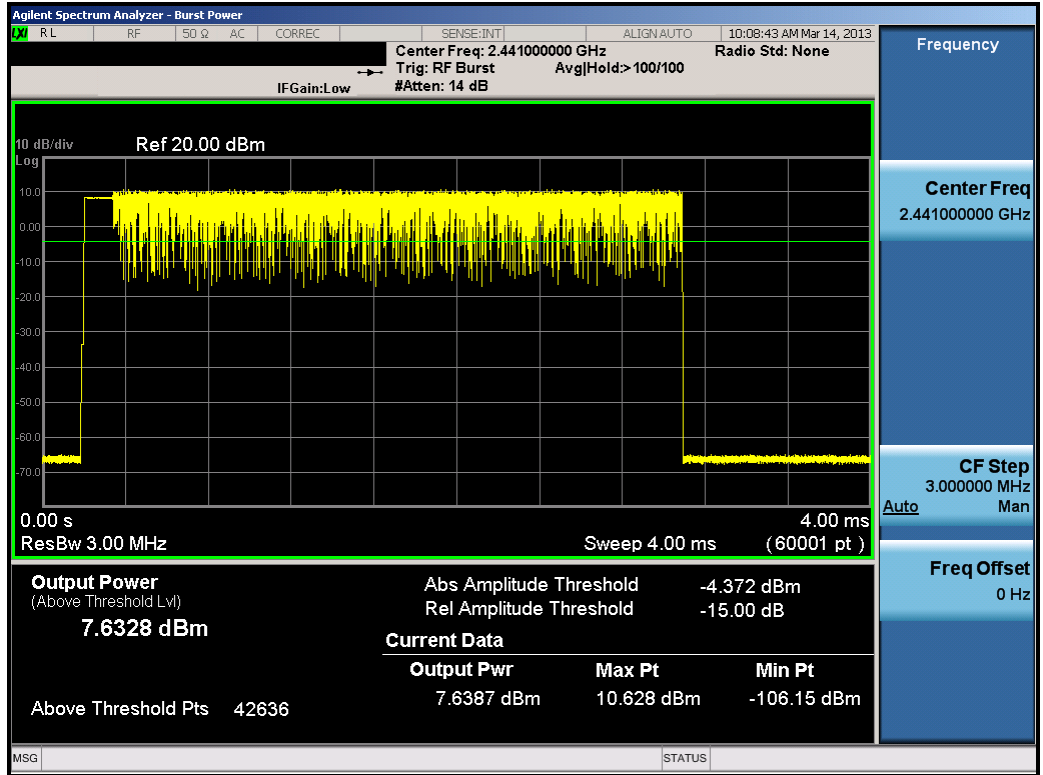 Agilent Spectrum Analyzer - Burst Power
LXI RL RF 50 Ω AC CORREC SENSE:INT ALIGN AUTO 10:08:43 AM Mar 14, 2013
Center Freq: 2.441000000 GHz Radio Std: None
Trig: RF Burst Avg|Hold:>100/100
IFGain:Low #Atten: 14 dB
10 dB/div Ref 20.00 dBm
Log
10.0
0.00
-10.0
-20.0
-30.0
-40.0
-50.0
-60.0
-70.0
0.00 s 4.00 ms
ResBw 3.00 MHz Sweep 4.00 ms (60001 pt)
Output Power
(Above Threshold Lvl)
7.6328 dBm
Above Threshold Pts 42636
Abs Amplitude Threshold -4.372 dBm
Rel Amplitude Threshold -15.00 dB
Current Data
Output Pwr Max Pt Min Pt
7.6387 dBm 10.628 dBm -106.15 dBm
Frequency
Center Freq
2.441000000 GHz
CF Step
3.000000 MHz
Auto Man
Freq Offset
0 Hz
MSG STATUS